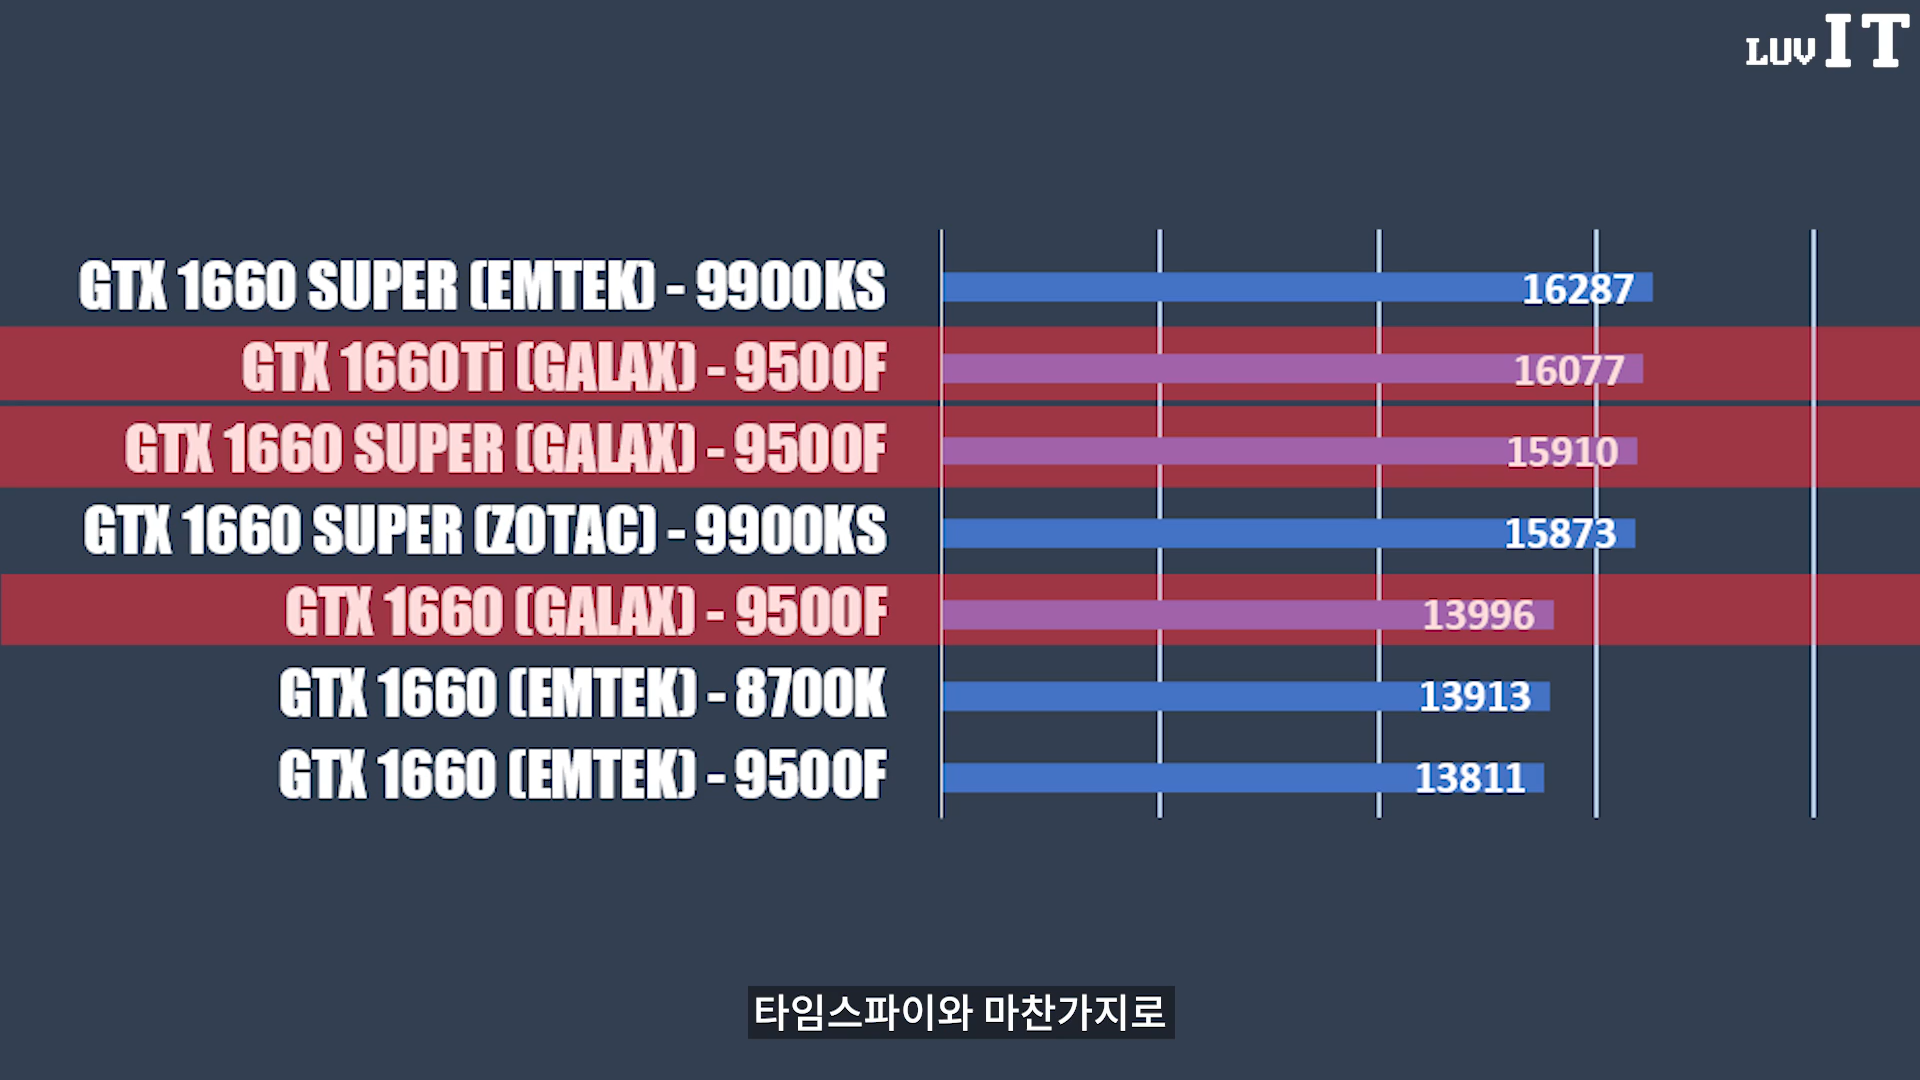 LUV IT
GTX 1660 SUPER (EMTEK) - 9900KS 16287
GTX 1660Ti (GALAX) - 9500F 16077
GTX 1660 SUPER (GALAX) - 9500F 15910
GTX 1660 SUPER (ZOTAC) - 9900KS 15873
GTX 1660 (GALAX) - 9500F 13996
GTX 1660 (EMTEK) - 8700K 13913
GTX 1660 (EMTEK) - 9500F 13811
타임스파이와 마찬가지로